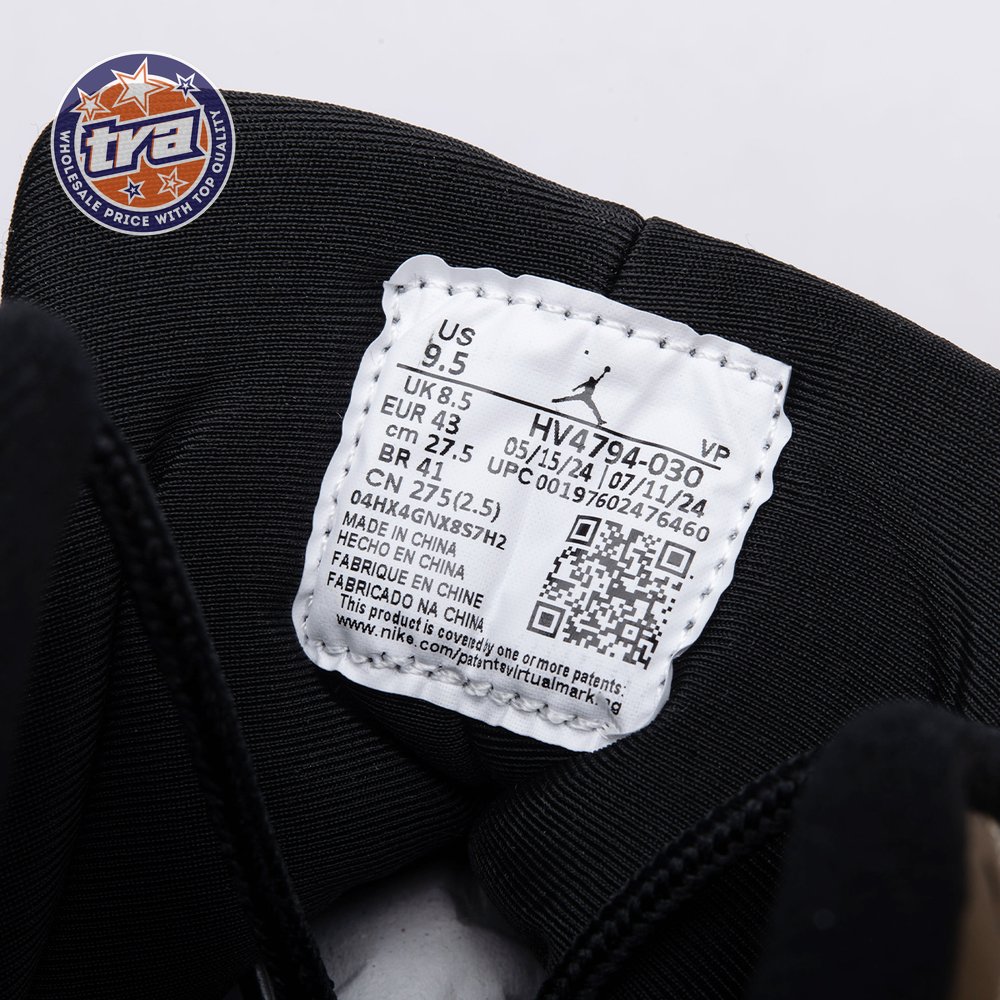 tra
WHOLESALE PRICE WITH TOP QUALITY
US
9.5
UK 8.5
EUR 43
cm 27.5
BR 41
CN 275(2.5)
04HX4GNX8S7H2
MADE IN CHINA
HECHO EN CHINA
FABRIQUE EN CHINE
FABRICADO NA CHINA
This product is covered by one or more patents:
www.nike.com/patentsvirtualmarking
VP
HV4794-030
05/15/24 | 07/11/24
UPC 00197602476460